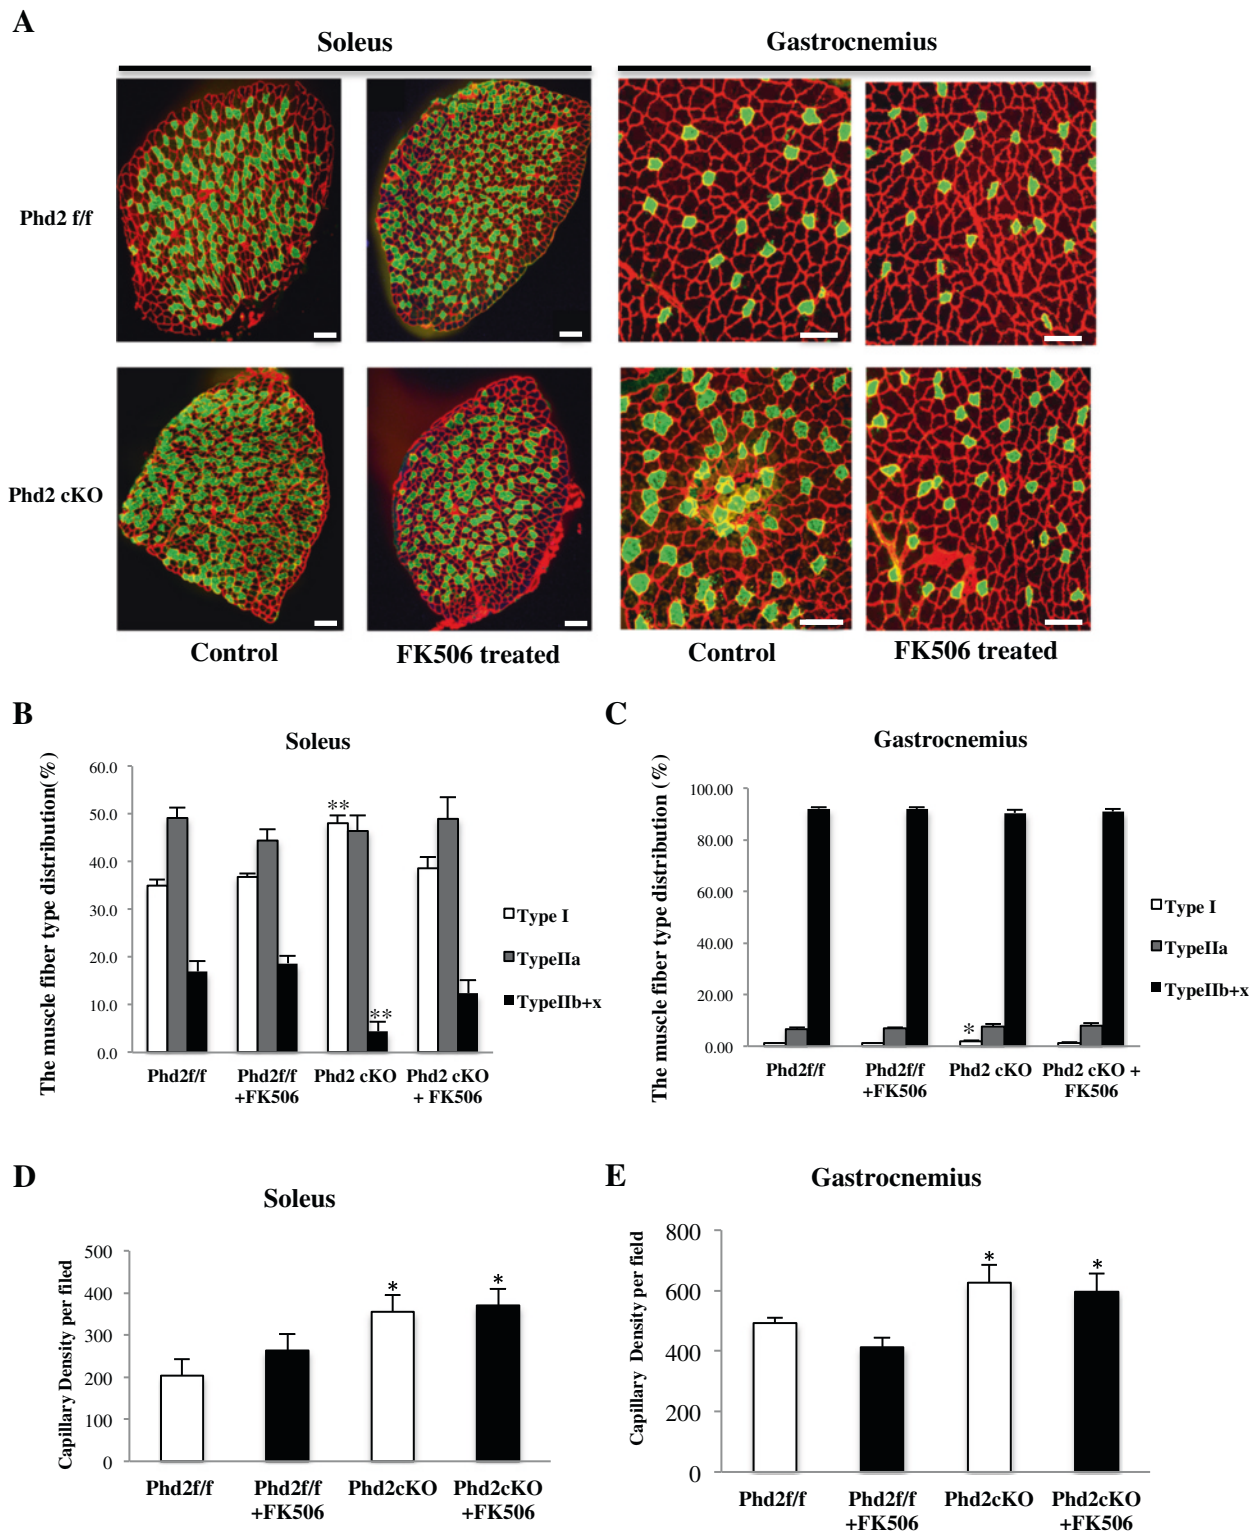 A
Soleus
Gastrocnemius
Phd2 f/f
Phd2 cKO
Control
FK506 treated
Control
FK506 treated
B
Soleus
The muscle fiber type distribution(%)
60.0
50.0
40.0
30.0
20.0
10.0
0.0
**
**
Phd2f/f
Phd2f/f
+FK506
Phd2 cKO
Phd2 cKO
+ FK506
Type I
TypeIIa
TypeIIb+x
C
Gastrocnemius
The muscle fiber type distribution (%)
100.00
80.00
60.00
40.00
20.00
0.00
*
Phd2f/f
Phd2f/f
+FK506
Phd2 cKO
Phd2 cKO +
FK506
Type I
TypeIIa
TypeIIb+x
D
Soleus
Capillary Density per filed
500
400
300
200
100
0
*
*
Phd2f/f
Phd2f/f
+FK506
Phd2cKO
Phd2cKO
+FK506
E
Gastrocnemius
Capillary Density per field
800
600
400
200
0
*
*
Phd2f/f
Phd2f/f
+FK506
Phd2cKO
Phd2cKO
+FK506